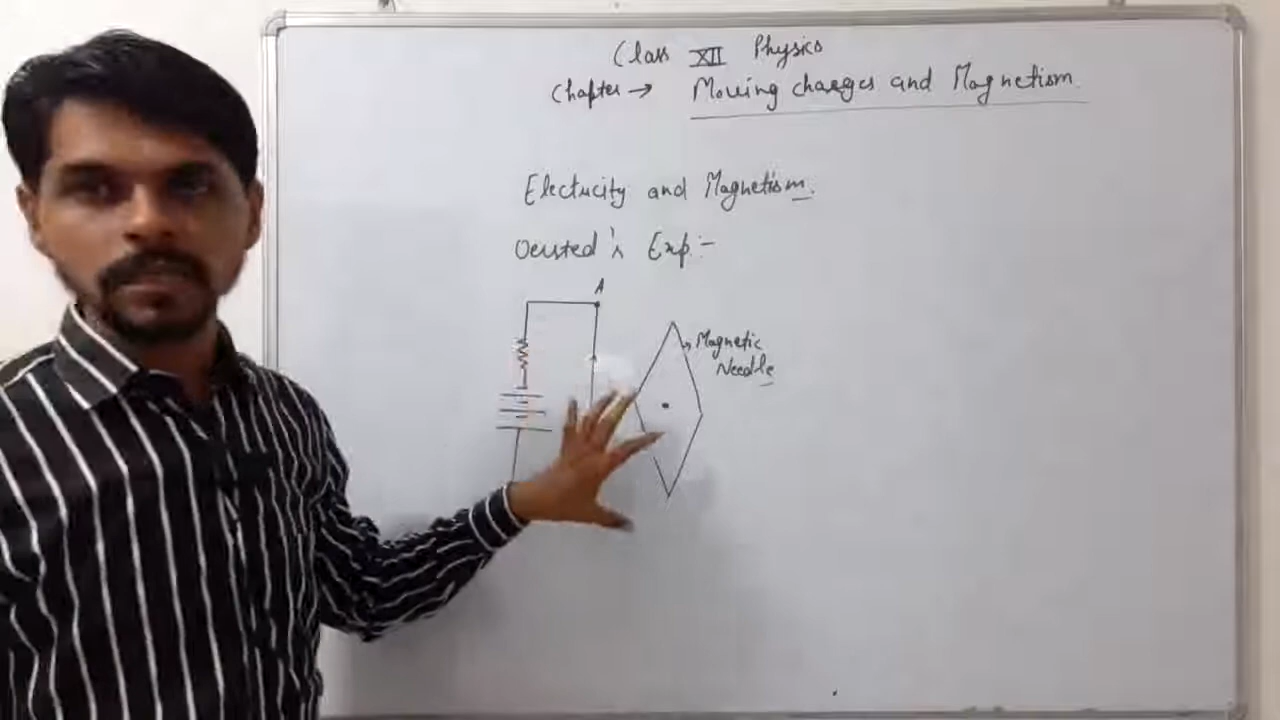 Class XII Physics
Chapter → Moving charges and Magnetism.
Electricity and Magnetism.
Oersted's Exp:-
A
Magnetic
Needle